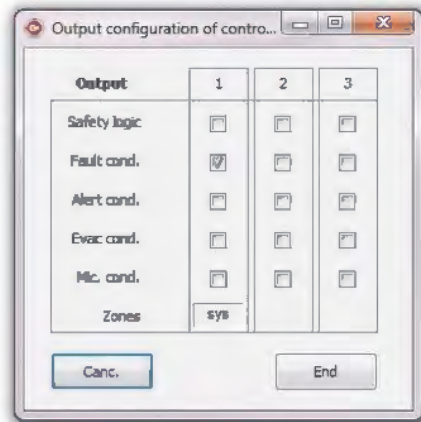 Output configuration of contro...
Output 1 2 3
Safety logic
Fault cond.
Alert cond.
Evac cond.
Mic. cond.
Zones sys
Canc. End